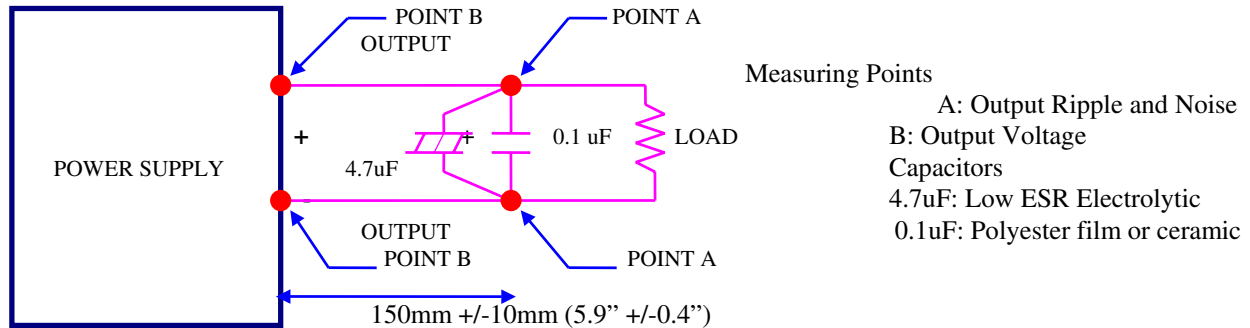 POINT B
OUTPUT
POINT A
Measuring Points
A: Output Ripple and Noise
B: Output Voltage
Capacitors
4.7uF: Low ESR Electrolytic
0.1uF: Polyester film or ceramic
POWER SUPPLY
+
4.7uF
+
0.1 uF
LOAD
-
OUTPUT
POINT B
POINT A
150mm +/-10mm (5.9” +/-0.4”)